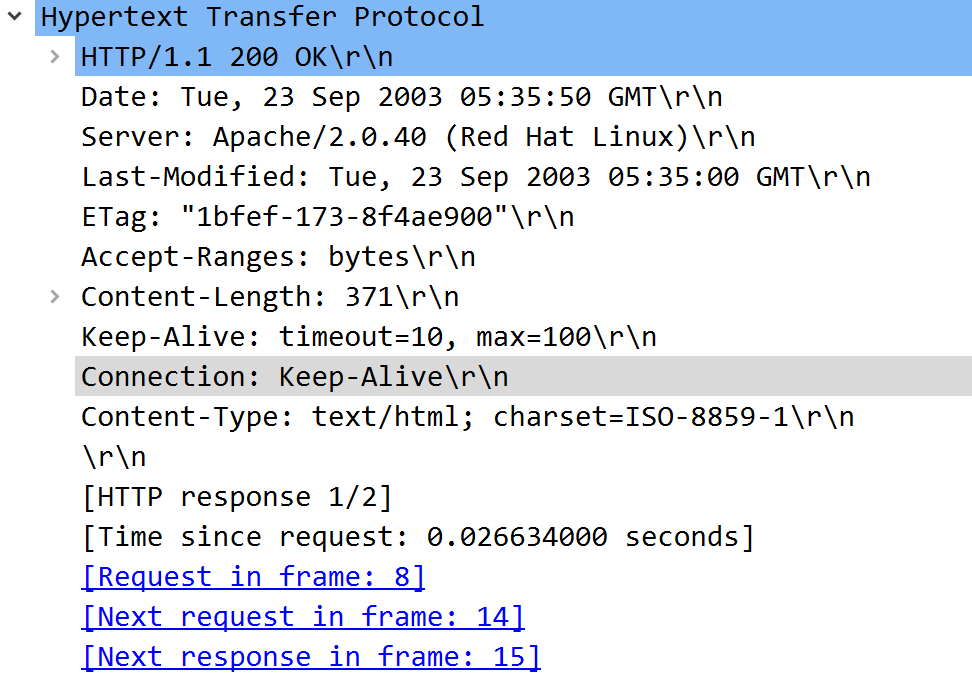 Hypertext Transfer Protocol
HTTP/1.1 200 OK\r\n
Date: Tue, 23 Sep 2003 05:35:50 GMT\r\n
Server: Apache/2.0.40 (Red Hat Linux)\r\n
Last-Modified: Tue, 23 Sep 2003 05:35:00 GMT\r\n
ETag: "1bfef-173-8f4ae900"\r\n
Accept-Ranges: bytes\r\n
Content-Length: 371\r\n
Keep-Alive: timeout=10, max=100\r\n
Connection: Keep-Alive\r\n
Content-Type: text/html; charset=ISO-8859-1\r\n
\r\n
[HTTP response 1/2]
[Time since request: 0.026634000 seconds]
[Request in frame: 8]
[Next request in frame: 14]
[Next response in frame: 15]